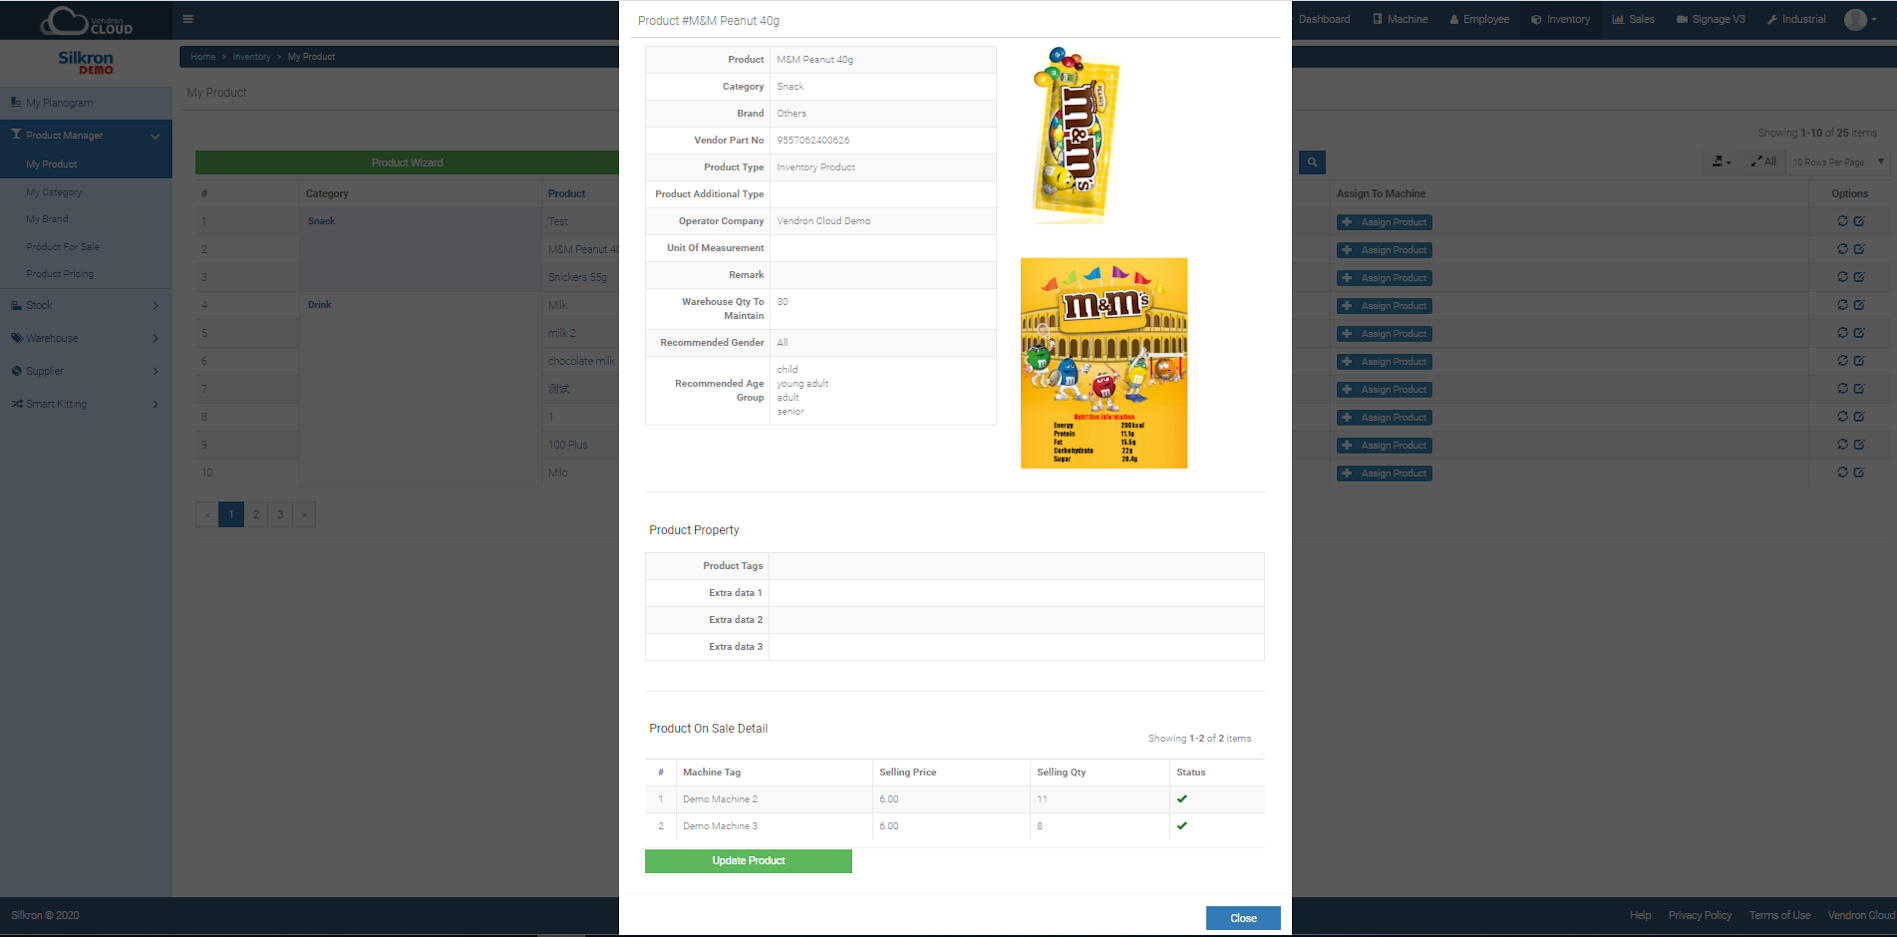 Vendron
CLOUD
Dashboard
Machine
Employee
Inventory
Sales
Signage V3
Industrial
Silkron
DEMO
My Planogram
Product Manager
My Product
My Category
My Brand
Product For Sale
Product Pricing
Stock
Warehouse
Supplier
Smart Kitting
Home > Inventory > My Product
My Product
Showing 1-10 of 25 items.
Product Wizard
All
10 Rows Per Page
# Category Product Assign To Machine Options
1 Snack Test Assign Product
2 M&M Peanut 40 Assign Product
3 Snickers 55g Assign Product
4 Drink Milk Assign Product
5 milk 2 Assign Product
6 chocolate milk Assign Product
7 测试 Assign Product
8 1 Assign Product
9 100 Plus Assign Product
10 Milo Assign Product
« 1 2 3 »
Product #M&M Peanut 40g
Product M&M Peanut 40g
Category Snack
Brand Others
Vendor Part No 9557062400626
Product Type Inventory Product
Product Additional Type
Operator Company Vendron Cloud Demo
Unit Of Measurement
Remark
Warehouse Qty To
Maintain
30
Recommended Gender All
Recommended Age
Group
child
young adult
adult
senior
PEANUT
m&m's
m&m's
Nutrition Information
Energy 200kcal
Protein 11.1g
Fat 15.5g
Carbohydrate 22g
Sugar 20.4g
Product Property
Product Tags
Extra data 1
Extra data 2
Extra data 3
Product On Sale Detail
Showing 1-2 of 2 items.
# Machine Tag Selling Price Selling Qty Status
1 Demo Machine 2 6.00 11
2 Demo Machine 3 6.00 8
Update Product
Close
Silkron © 2020
Help Privacy Policy Terms of Use Vendron Cloud